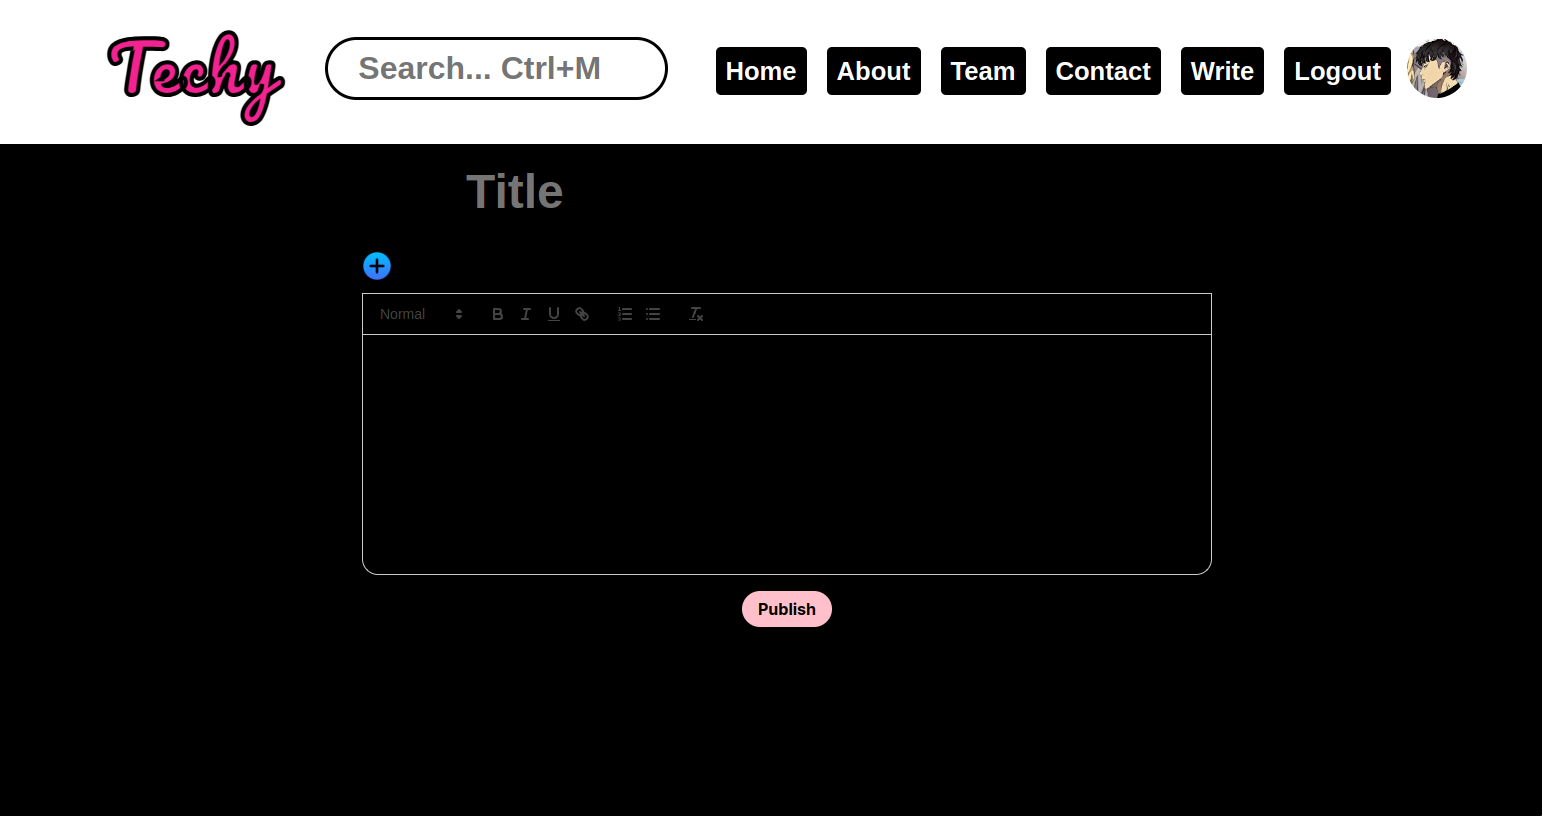 Techy
Search... Ctrl+M
Home
About
Team
Contact
Write
Logout
Title
Normal
Publish